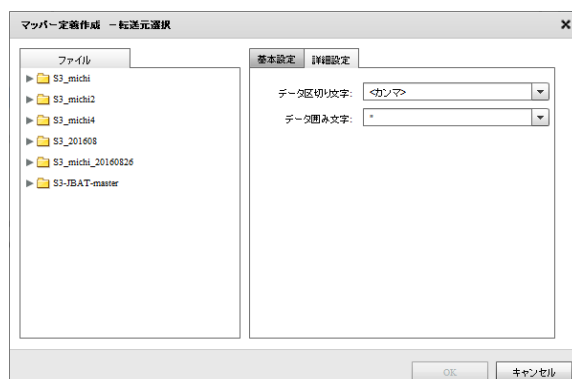 マッパー定義作成 －転送元選択
ファイル
S3_michi
S3_michi2
S3_michi4
S3_201608
S3_michi_20160826
S3-JBAT-master
基本設定 詳細設定
データ区切り文字: <カンマ>
データ囲み文字: "
OK キャンセル